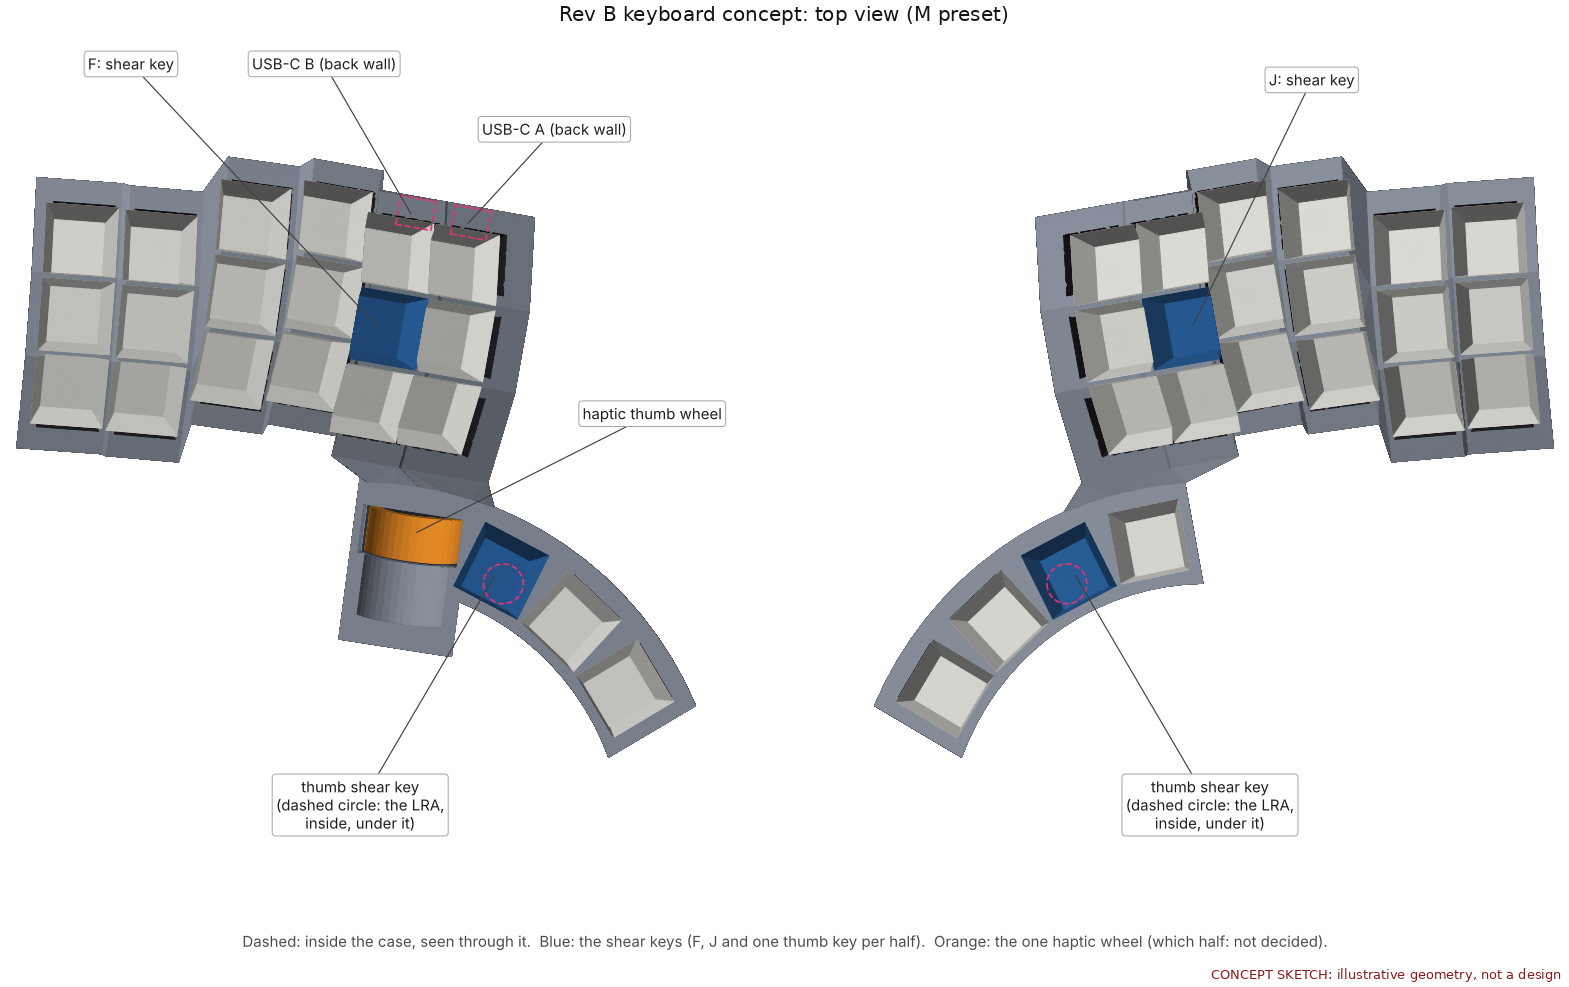 Rev B keyboard concept: top view (M preset)
F: shear key
USB-C B (back wall)
J: shear key
USB-C A (back wall)
haptic thumb wheel
thumb shear key
(dashed circle: the LRA,
inside, under it)
thumb shear key
(dashed circle: the LRA,
inside, under it)
Dashed: inside the case, seen through it.  Blue: the shear keys (F, J and one thumb key per half).  Orange: the one haptic wheel (which half: not decided).
CONCEPT SKETCH: illustrative geometry, not a design